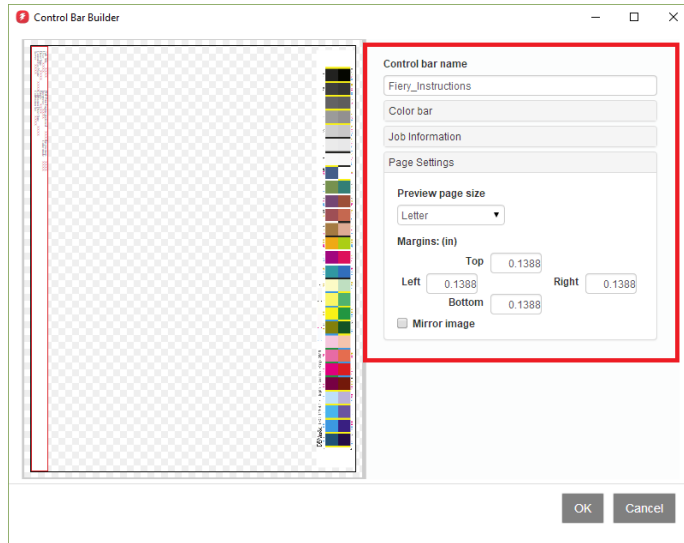 Control Bar Builder
Control bar name
Fiery_Instructions
Color bar
Job Information
Page Settings
Preview page size
Letter
Margins: (in)
Top 0.1388
Left 0.1388 Right 0.1388
Bottom 0.1388
Mirror image
OK Cancel